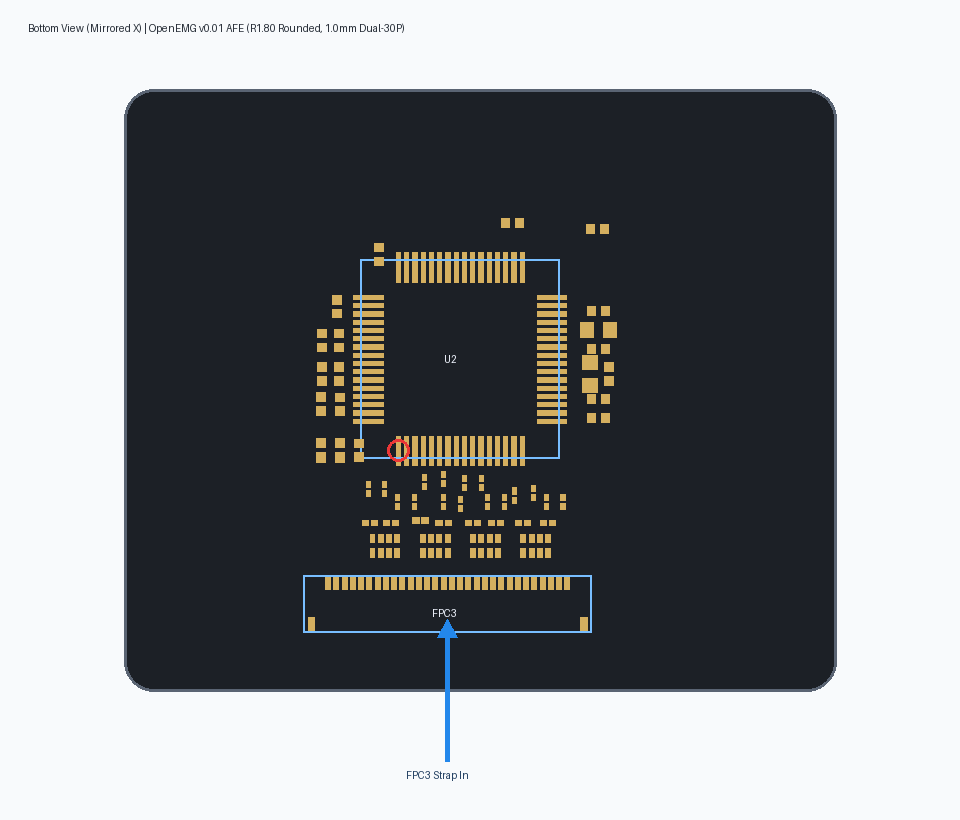 Bottom View (Mirrored X) | OpenEMG v0.01 AFE (R1.80 Rounded, 1.0mm Dual-30P)
U2
FPC3
FPC3 Strap In